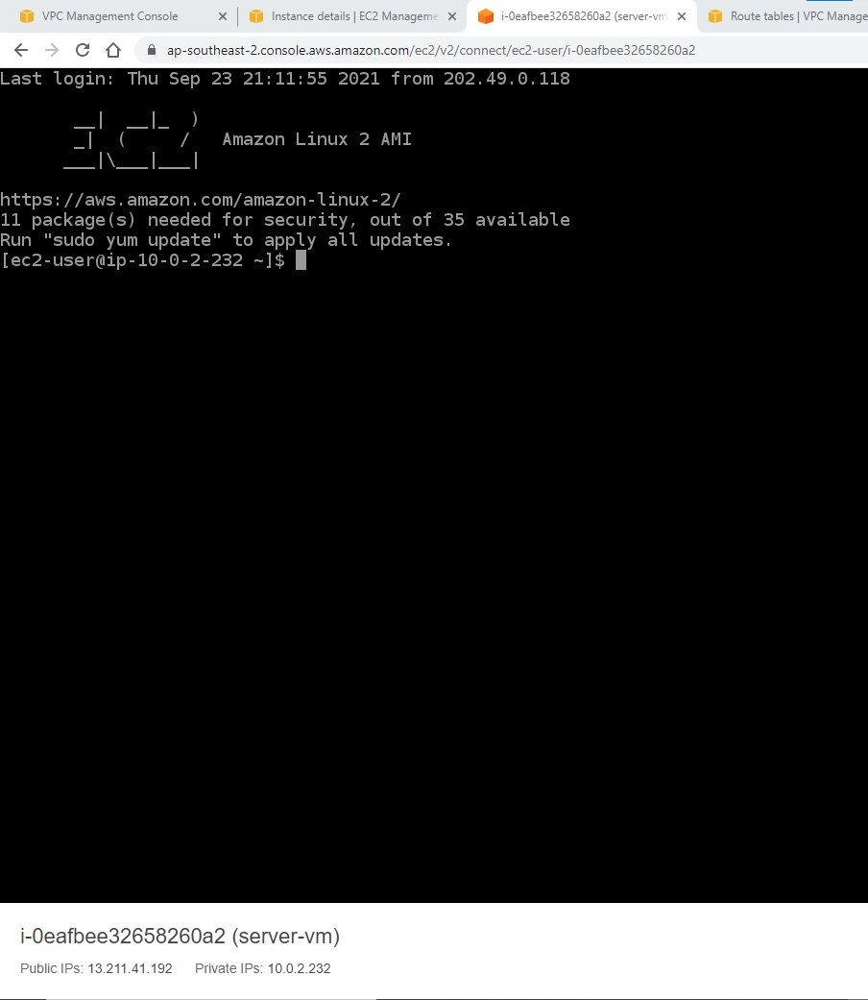 VPC Management Console
Instance details | EC2 Manageme
i-0eafbee32658260a2 (server-vm
Route tables | VPC Manage
ap-southeast-2.console.aws.amazon.com/ec2/v2/connect/ec2-user/i-0eafbee32658260a2
Last login: Thu Sep 23 21:11:55 2021 from 202.49.0.118
__|  __|_  )
_|  (     /   Amazon Linux 2 AMI
___|\___|___|
https://aws.amazon.com/amazon-linux-2/
11 package(s) needed for security, out of 35 available
Run "sudo yum update" to apply all updates.
[ec2-user@ip-10-0-2-232 ~]$
i-0eafbee32658260a2 (server-vm)
Public IPs: 13.211.41.192 Private IPs: 10.0.2.232